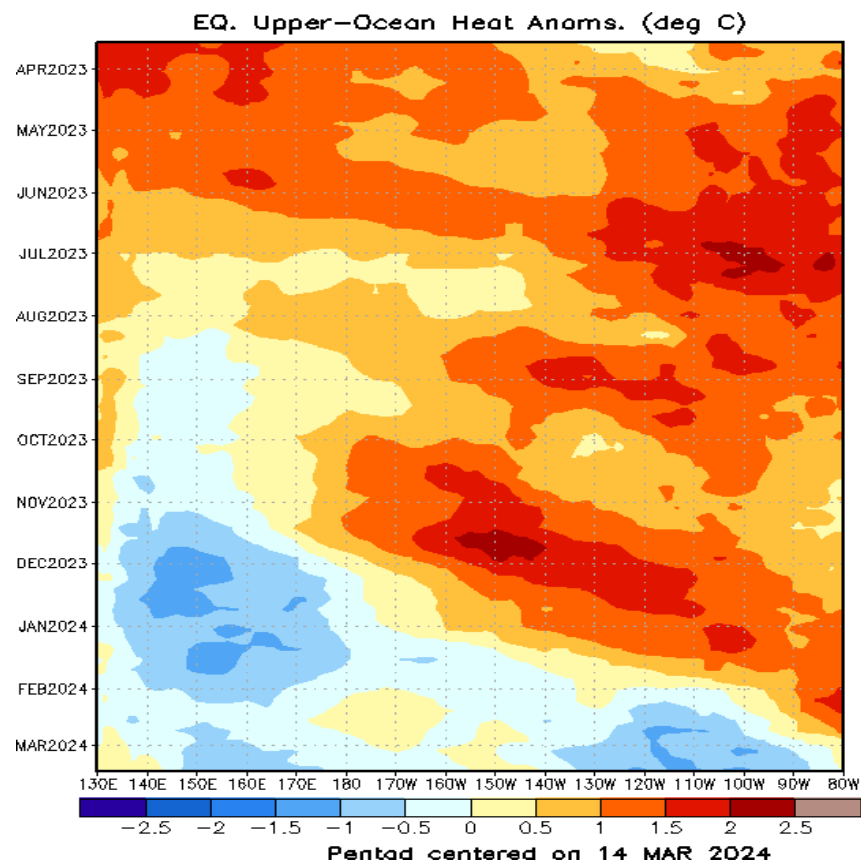 EQ. Upper-Ocean Heat Anoms. (deg C)
APR2023
MAY2023
JUN2023
JUL2023
AUG2023
SEP2023
OCT2023
NOV2023
DEC2023
JAN2024
FEB2024
MAR2024
130E 140E 150E 160E 170E 180 170W 160W 150W 140W 130W 120W 110W 100W 90W 80W
-2.5 -2 -1.5 -1 -0.5 0 0.5 1 1.5 2 2.5
Pentad centered on 14 MAR 2024